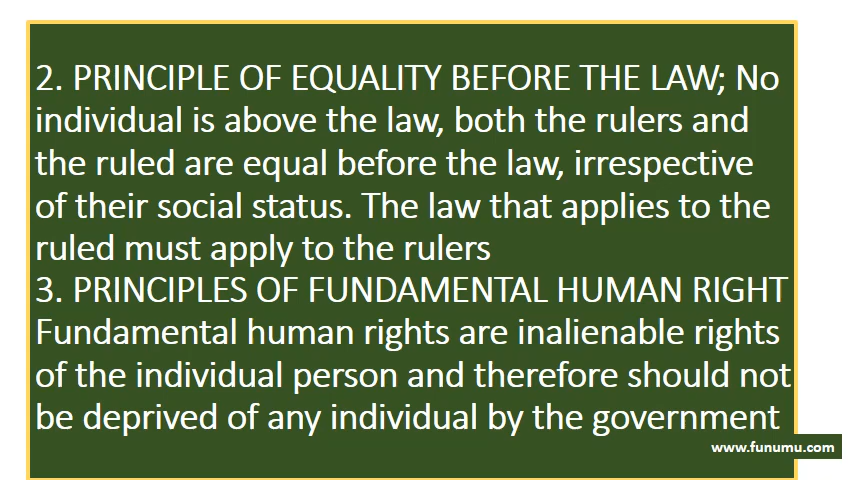 2. PRINCIPLE OF EQUALITY BEFORE THE LAW; No
individual is above the law, both the rulers and
the ruled are equal before the law, irrespective
of their social status. The law that applies to the
ruled must apply to the rulers
3. PRINCIPLES OF FUNDAMENTAL HUMAN RIGHT
Fundamental human rights are inalienable rights
of the individual person and therefore should not
be deprived of any individual by the government
www.funumu.com